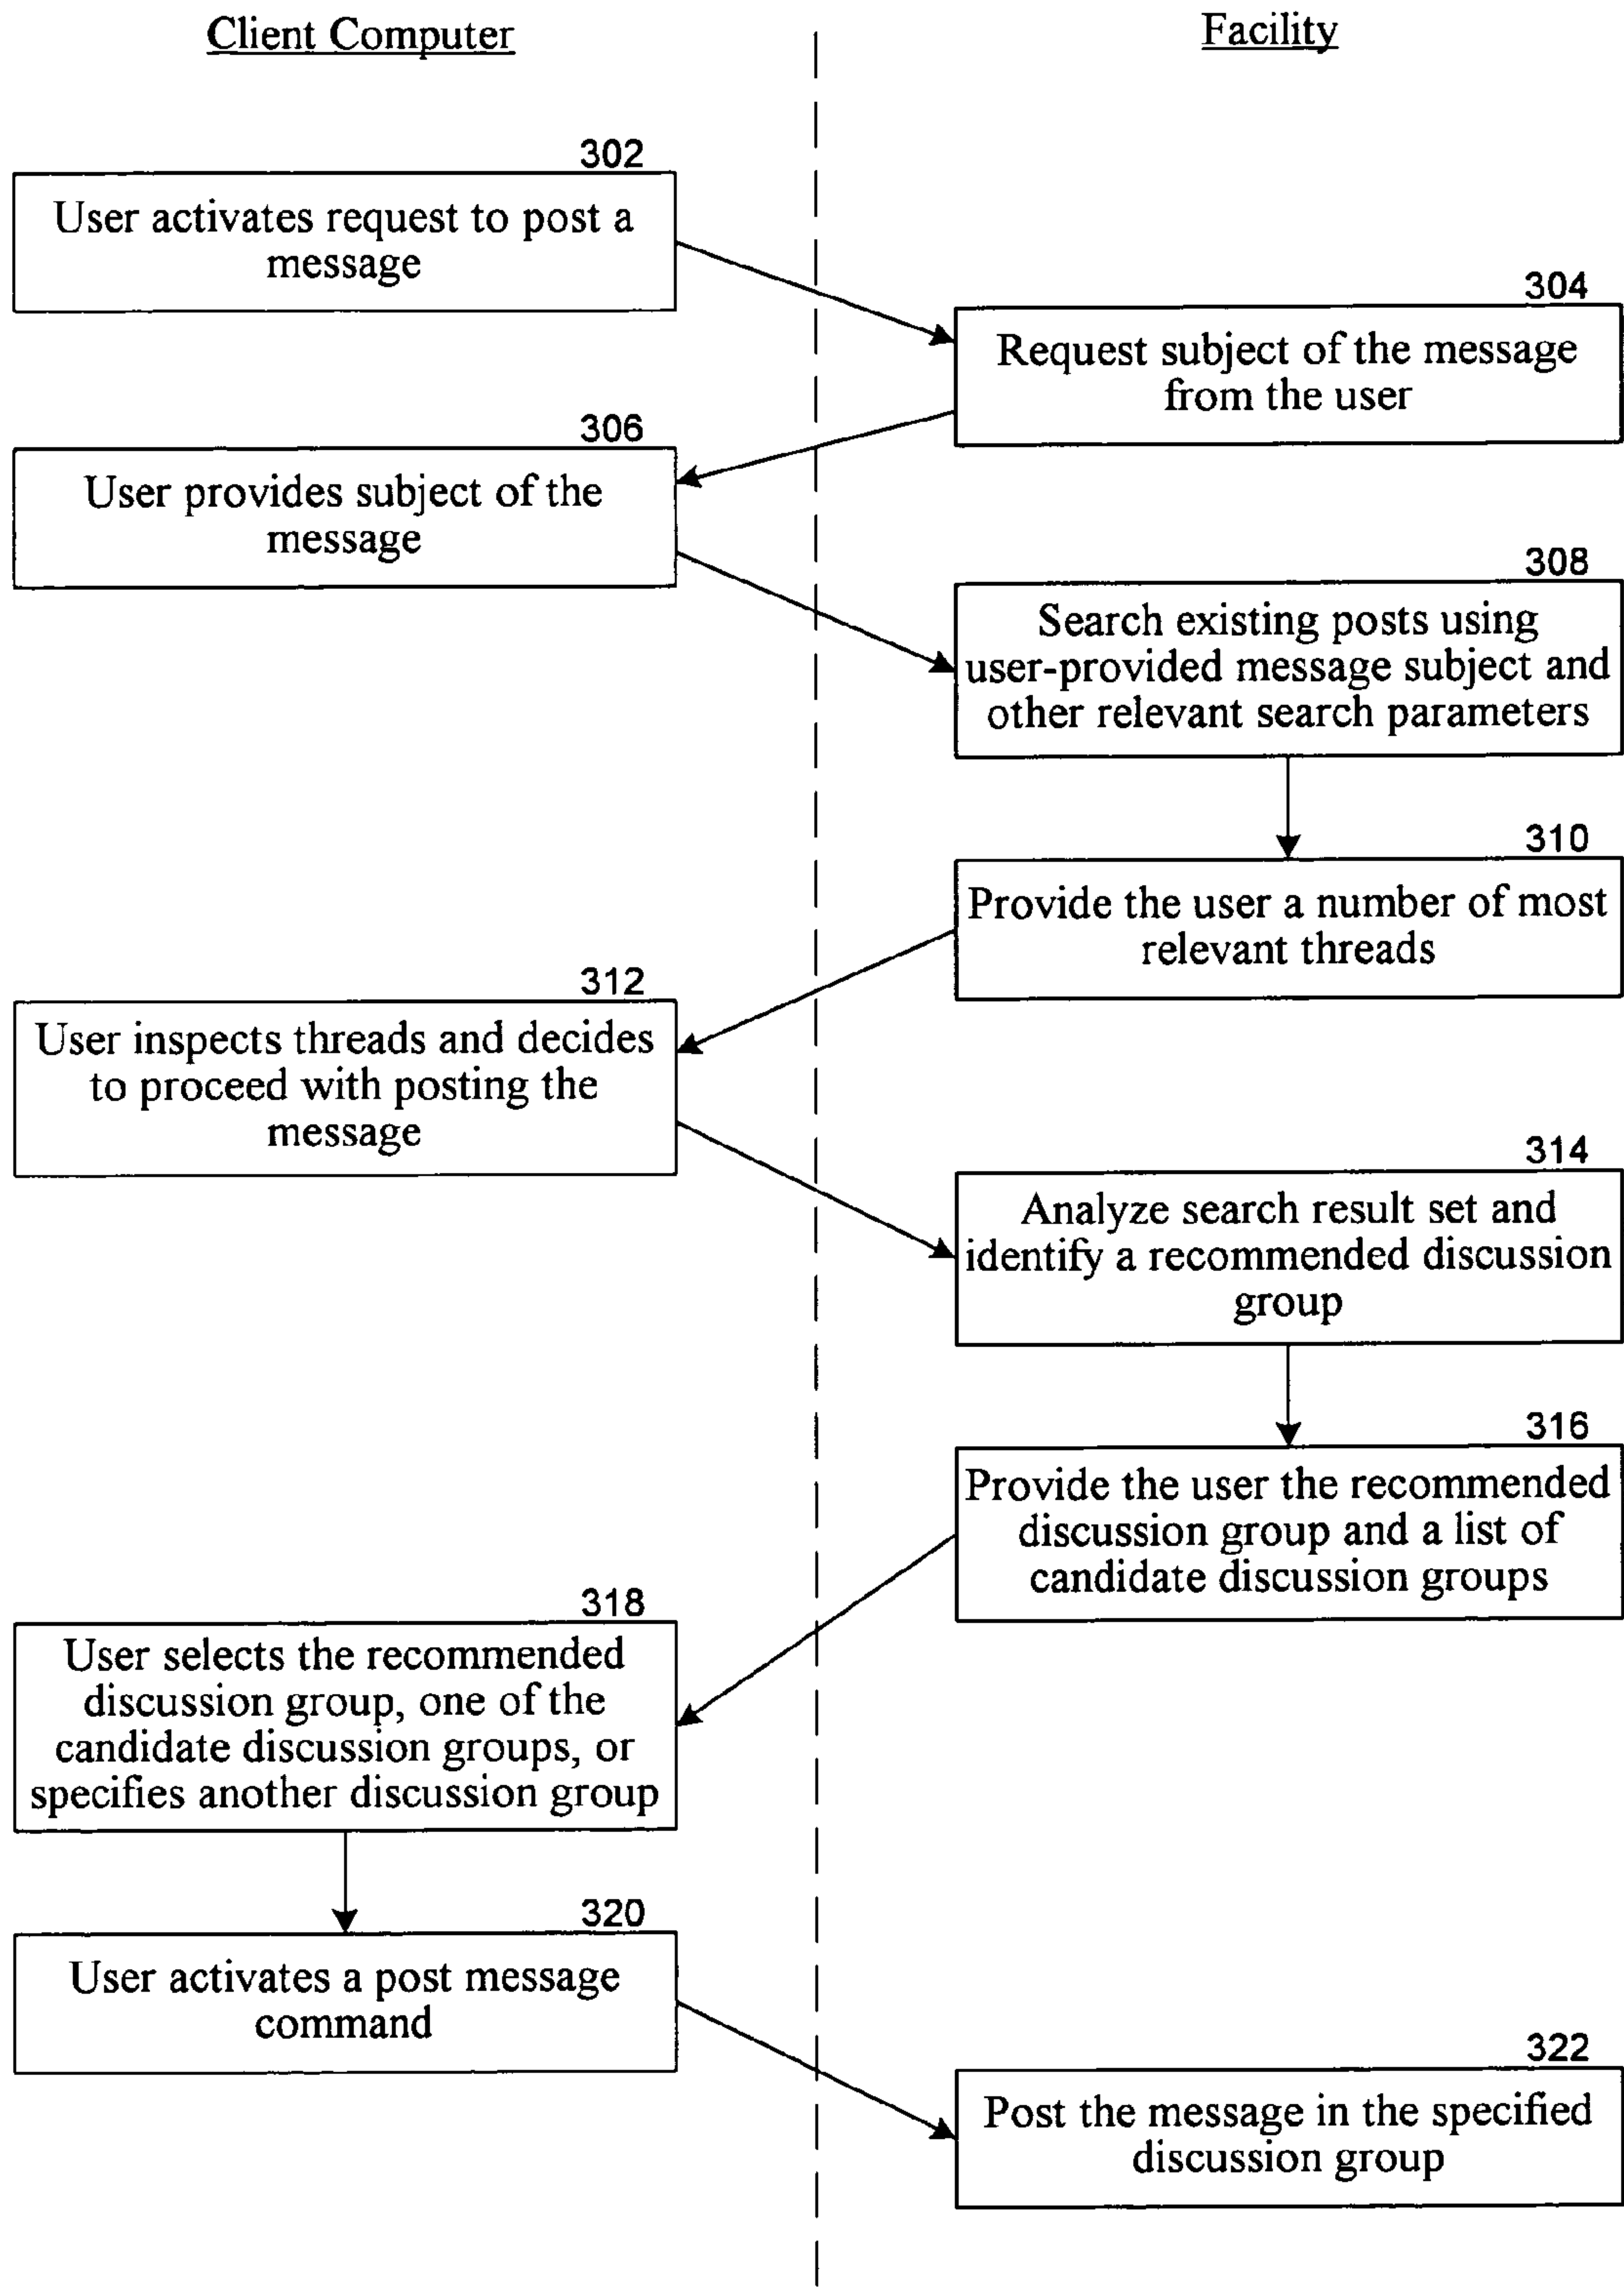 Client Computer
Facility
302
User activates request to post a
message
304
Request subject of the message
from the user
306
User provides subject of the
message
308
Search existing posts using
user-provided message subject and
other relevant search parameters
310
Provide the user a number of most
relevant threads
312
User inspects threads and decides
to proceed with posting the
message
314
Analyze search result set and
identify a recommended discussion
group
316
Provide the user the recommended
discussion group and a list of
candidate discussion groups
318
User selects the recommended
discussion group, one of the
candidate discussion groups, or
specifies another discussion group
320
User activates a post message
command
322
Post the message in the specified
discussion group